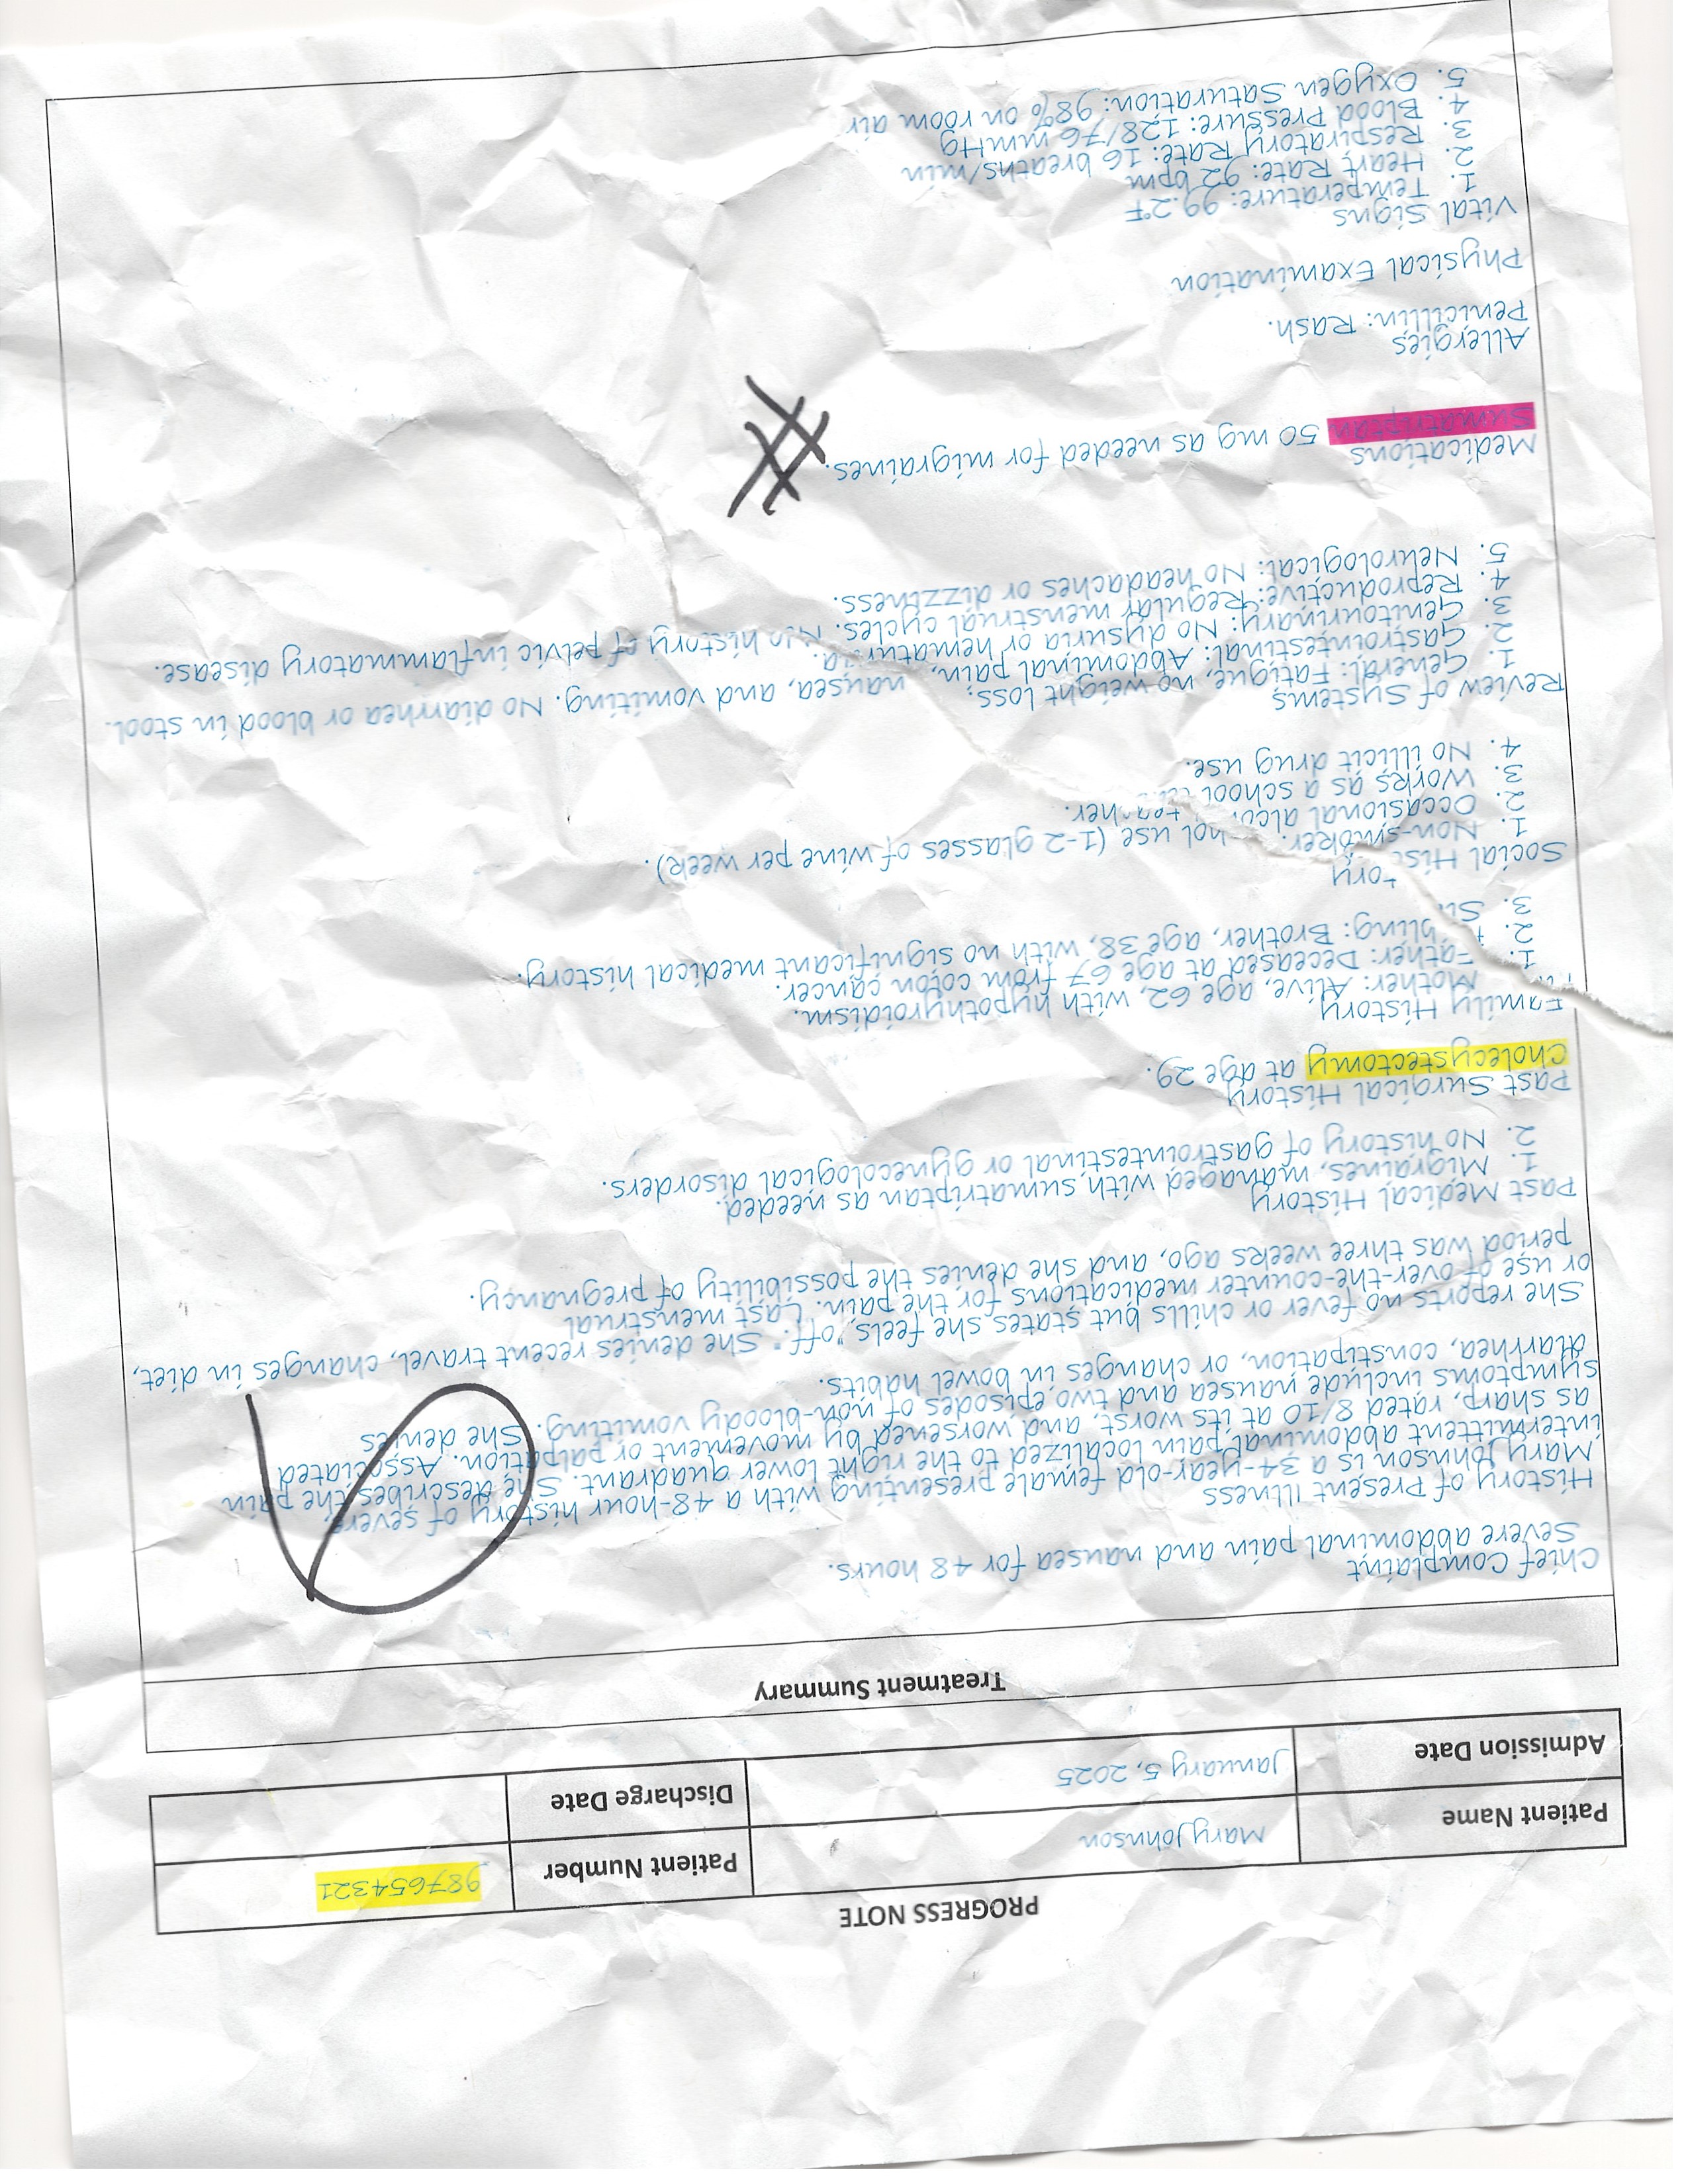 PROGRESS NOTE
Patient Name Mary Johnson Patient Number 987654321
Admission Date January 5, 2025 Discharge Date
Treatment Summary
Chief Complaint
Severe abdominal pain and nausea for 48 hours.
History of Present Illness
Mary Johnson is a 34-year-old female presenting with a 48-hour history of severe
intermittent abdominal pain localized to the right lower quadrant. She describes the pain
as sharp, rated 8/10 at its worst, and worsened by movement or palpation. Associated
symptoms include nausea and two episodes of non-bloody vomiting. She denies
diarrhea, constipation, or changes in bowel habits.
She reports no fever or chills but states she feels "off." She denies recent travel, changes in diet,
or use of over-the-counter medications for the pain. Last menstrual
period was three weeks ago, and she denies the possibility of pregnancy.
Past Medical History
1. Migraines, managed with sumatriptan as needed.
2. No history of gastrointestinal or gynecological disorders.
Past Surgical History
Cholecystectomy at age 29.
Family History
1. Mother: Alive, age 62, with hypothyroidism.
2. Father: Deceased at age 67 from colon cancer.
3. Sibling: Brother, age 38, with no significant medical history.
Social History
1. Non-smoker.
2. Occasional alcohol use (1-2 glasses of wine per week).
3. Works as a school teacher.
4. No illicit drug use.
Review of Systems
1. General: Fatigue, no weight loss.
2. Gastrointestinal: Abdominal pain, nausea, and vomiting. No diarrhea or blood in stool.
3. Genitourinary: No dysuria or hematuria.
4. Reproductive: Regular menstrual cycles. No history of pelvic inflammatory disease.
5. Neurological: No headaches or dizziness.
Medications
Sumatriptan 50 mg as needed for migraines.
Allergies
Penicillin: Rash.
Physical Examination
Vital Signs
1. Temperature: 99.2°F
2. Heart Rate: 92 bpm
3. Respiratory Rate: 16 breaths/min
4. Blood Pressure: 128/76 mmHg
5. Oxygen Saturation: 98% on room air